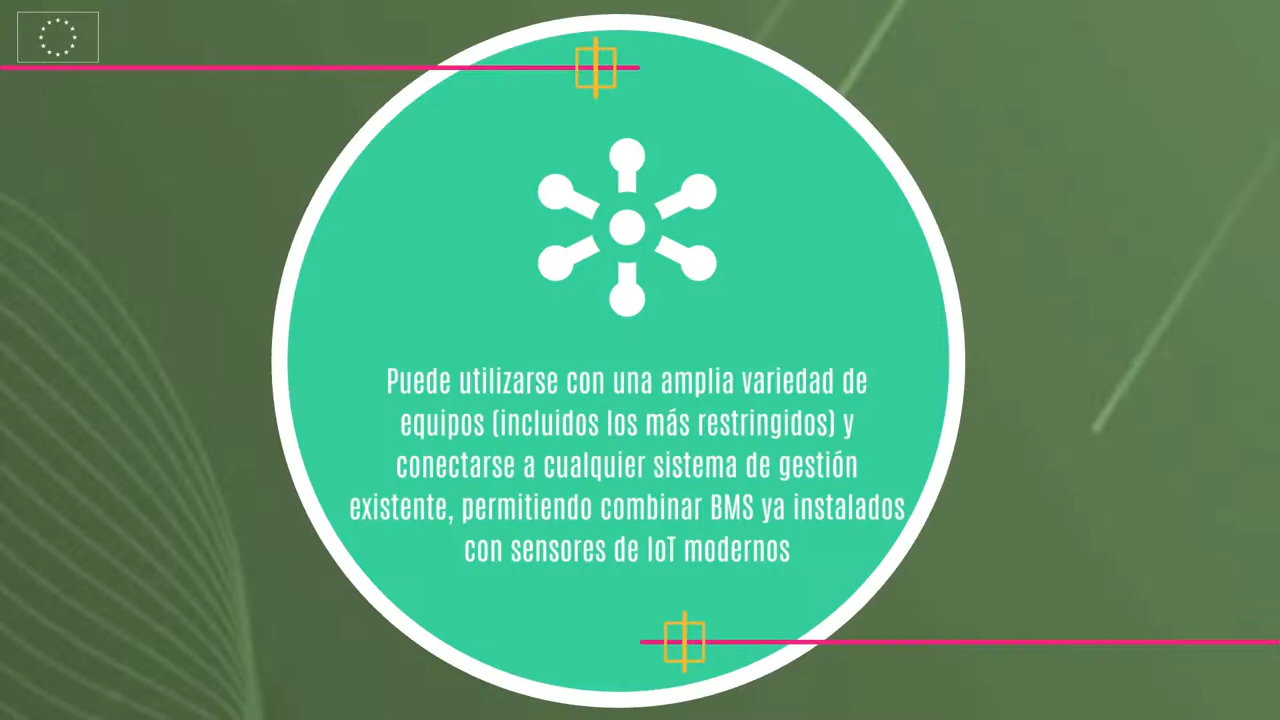 Puede utilizarse con una amplia variedad de
equipos (incluidos los más restringidos) y
conectarse a cualquier sistema de gestión
existente, permitiendo combinar BMS ya instalados
con sensores de IoT modernos